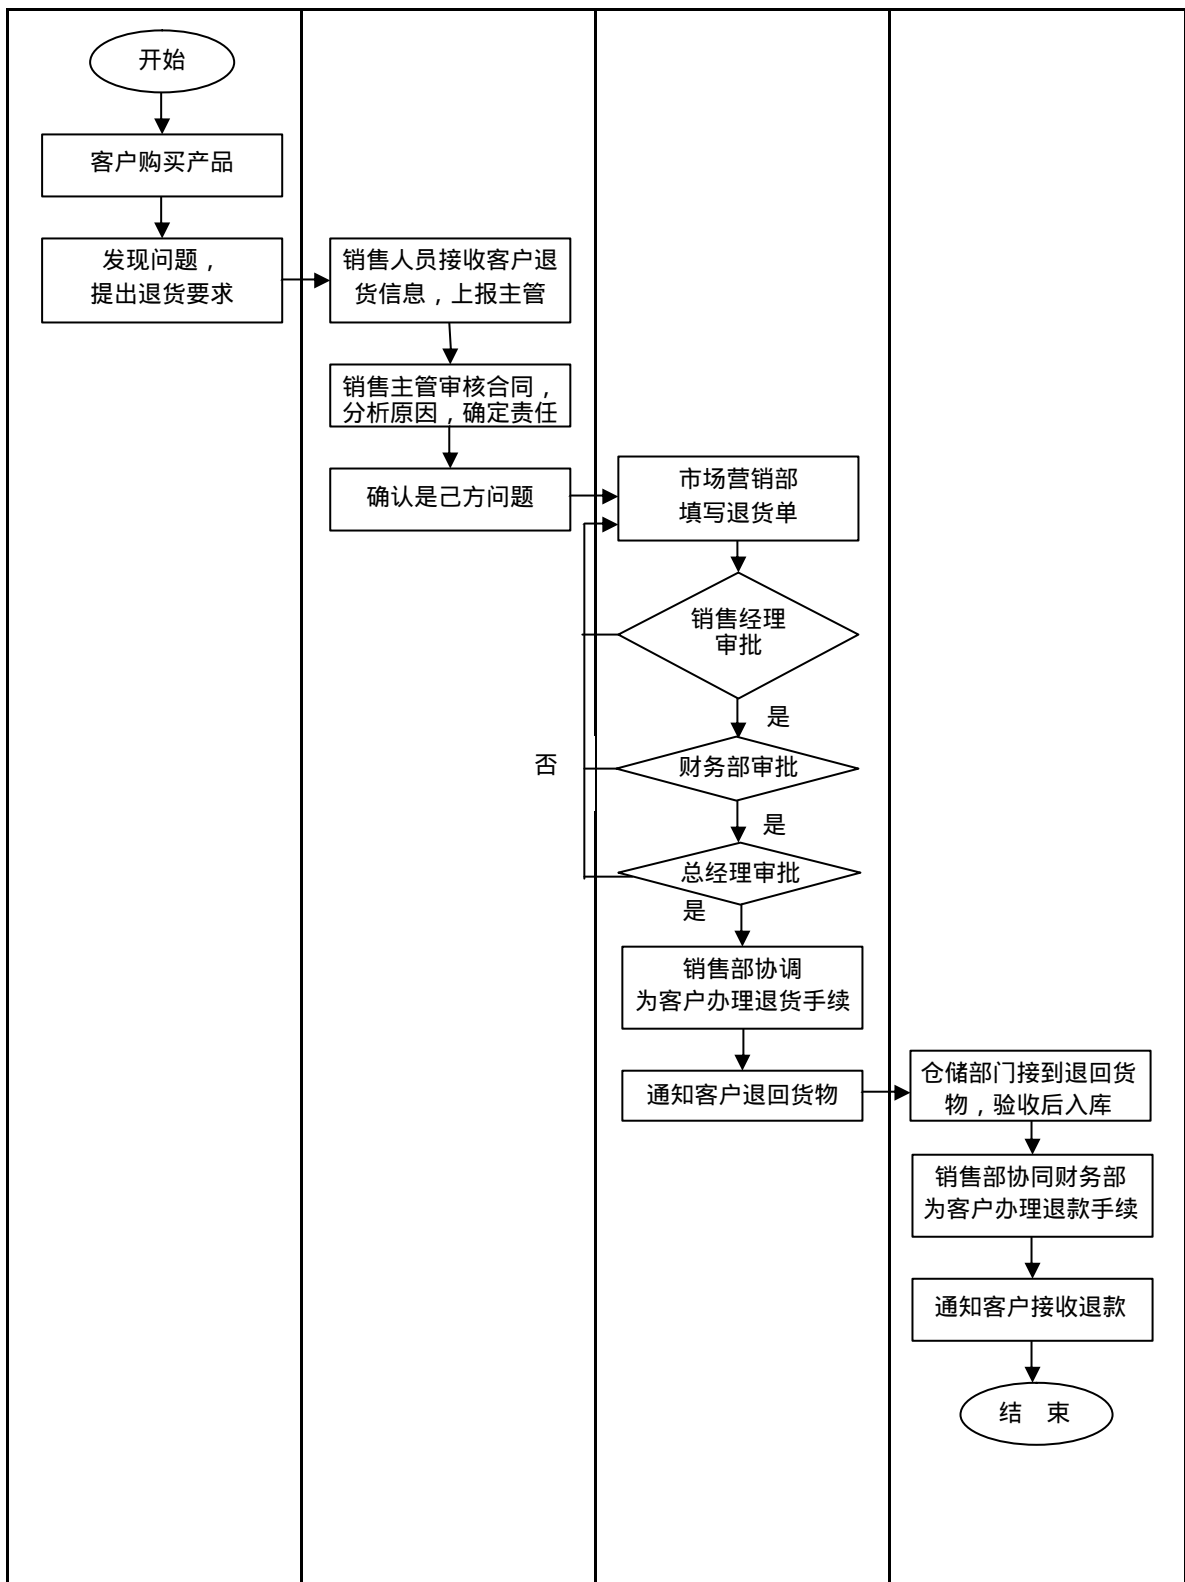 开始
客户购买产品
发现问题，
提出退货要求
销售人员接收客户退
货信息，上报主管
销售主管审核合同，
分析原因，确定责任
确认是己方问题
市场营销部
填写退货单
销售经理
审批
是
否
财务部审批
是
总经理审批
是
销售部协调
为客户办理退货手续
通知客户退回货物
仓储部门接到退回货
物，验收后入库
销售部协同财务部
为客户办理退款手续
通知客户接收退款
结 束